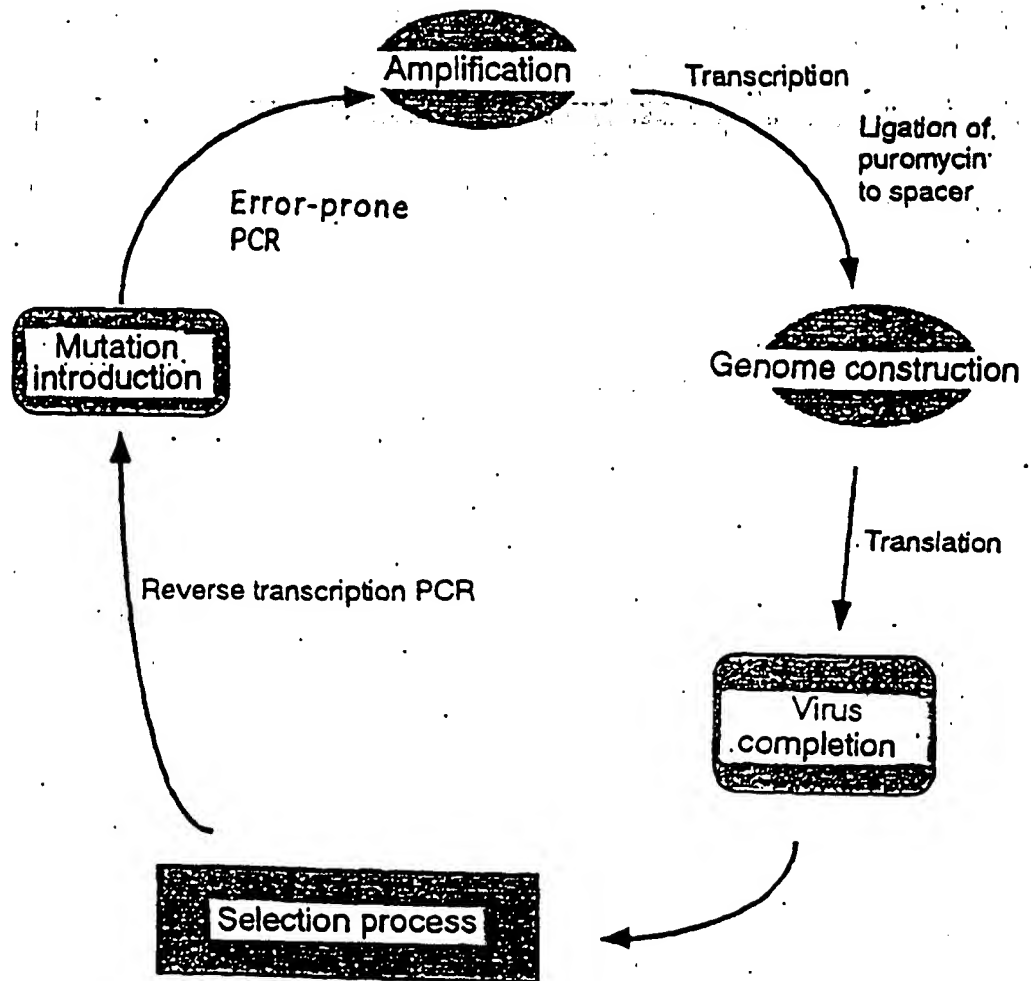 Amplification
Transcription
Ligation of
puromycin
to spacer
Error-prone
PCR
Mutation
introduction
Genome construction
Translation
Reverse transcription PCR
Virus
completion
Selection process